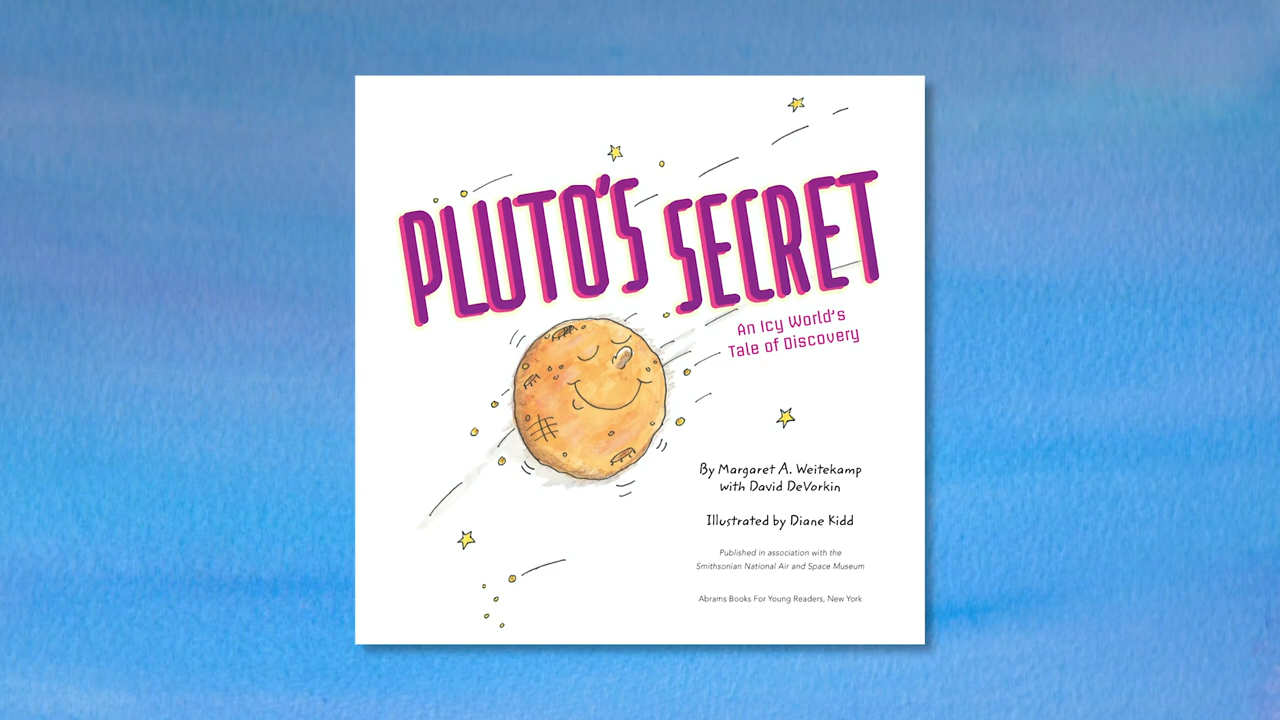 PLUTO'S SECRET
An Icy World's
Tale of Discovery
By Margaret A. Weitekamp
with David DeVorkin
Illustrated by Diane Kidd
Published in association with the
Smithsonian National Air and Space Museum
Abrams Books For Young Readers, New York